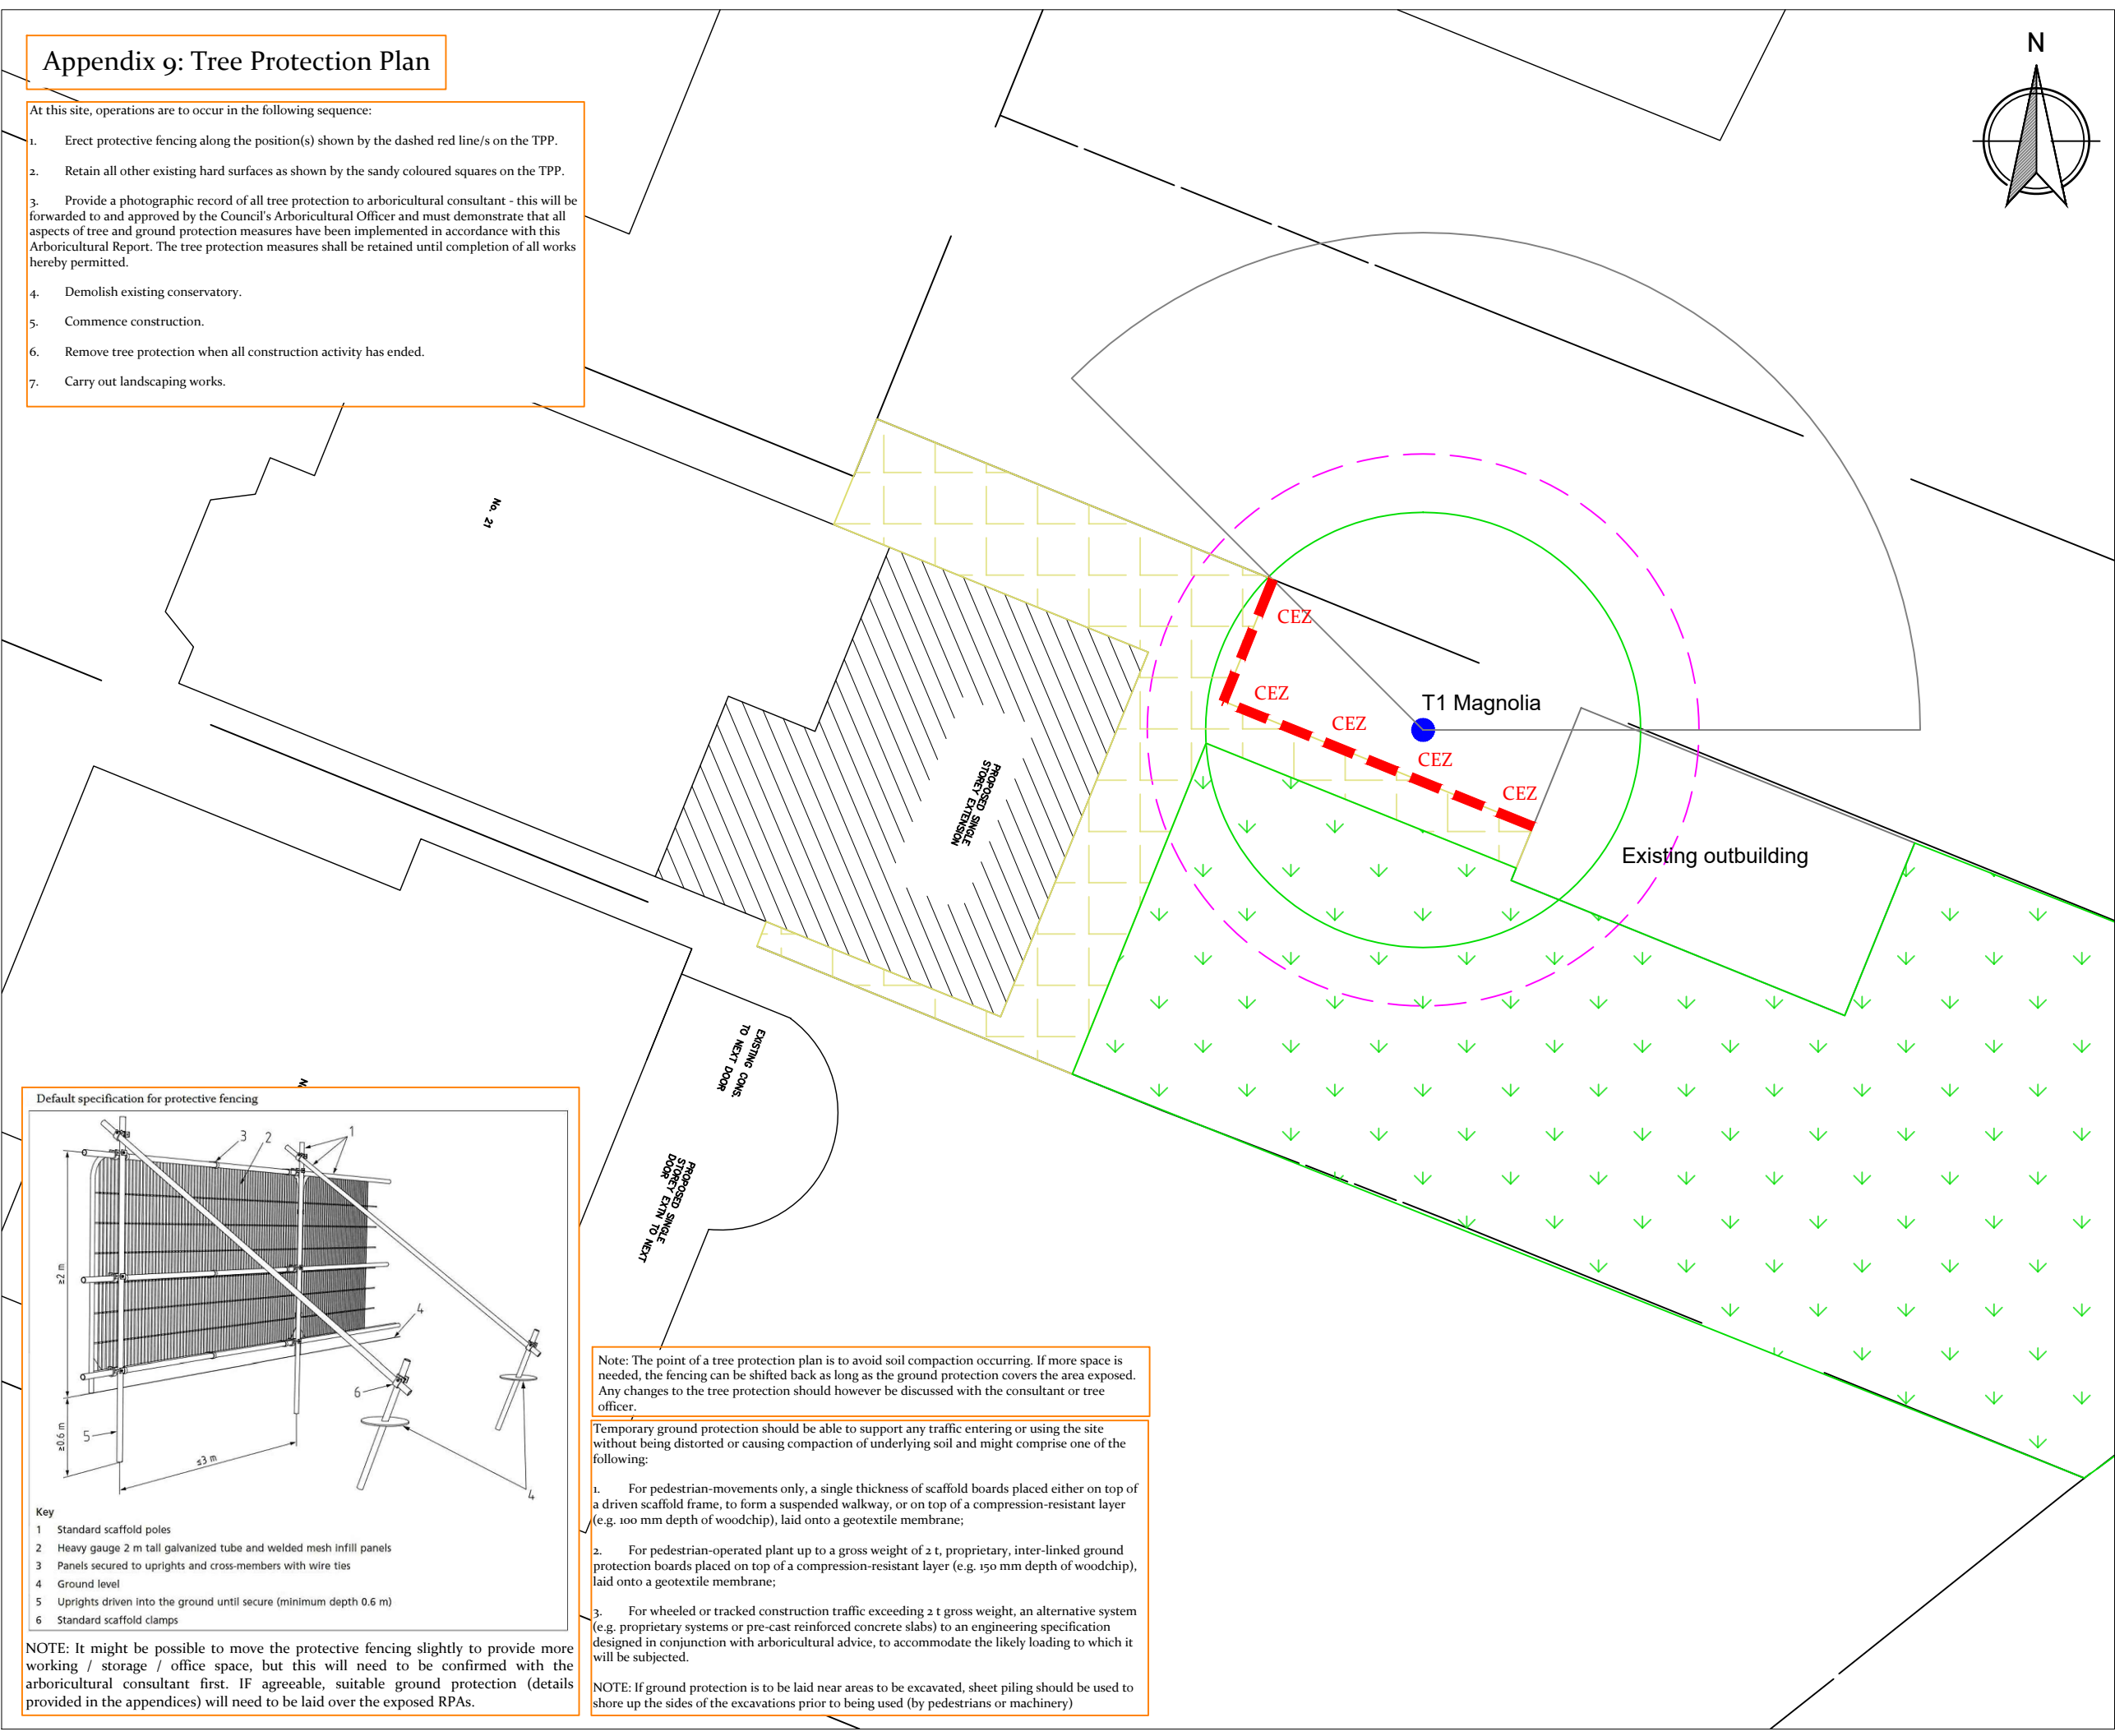 Appendix 9: Tree Protection Plan
At this site, operations are to occur in the following sequence:
1. Erect protective fencing along the position(s) shown by the dashed red line/s on the TPP.
2. Retain all other existing hard surfaces as shown by the sandy coloured squares on the TPP.
3. Provide a photographic record of all tree protection to arboricultural consultant - this will be
forwarded to and approved by the Council's Arboricultural Officer and must demonstrate that all
aspects of tree and ground protection measures have been implemented in accordance with this
Arboricultural Report. The tree protection measures shall be retained until completion of all works
hereby permitted.
4. Demolish existing conservatory.
5. Commence construction.
6. Remove tree protection when all construction activity has ended.
7. Carry out landscaping works.
N
No. 21
CEZ
CEZ
CEZ
CEZ
CEZ
T1 Magnolia
Existing outbuilding
PROPOSED SINGLE
STOREY EXTENSION
EXISTING CONS.
TO NEXT DOOR
PROPOSED SINGLE
STOREY EXTN TO NEXT
DOOR
Default specification for protective fencing
3
2
1
≥2 m
4
6
≥0.6 m
5
≤3 m
4
Key
1 Standard scaffold poles
2 Heavy gauge 2 m tall galvanized tube and welded mesh infill panels
3 Panels secured to uprights and cross-members with wire ties
4 Ground level
5 Uprights driven into the ground until secure (minimum depth 0.6 m)
6 Standard scaffold clamps
NOTE: It might be possible to move the protective fencing slightly to provide more
working / storage / office space, but this will need to be confirmed with the
arboricultural consultant first. IF agreeable, suitable ground protection (details
provided in the appendices) will need to be laid over the exposed RPAs.
Note: The point of a tree protection plan is to avoid soil compaction occurring. If more space is
needed, the fencing can be shifted back as long as the ground protection covers the area exposed.
Any changes to the tree protection should however be discussed with the consultant or tree
officer.
Temporary ground protection should be able to support any traffic entering or using the site
without being distorted or causing compaction of underlying soil and might comprise one of the
following:
1. For pedestrian-movements only, a single thickness of scaffold boards placed either on top of
a driven scaffold frame, to form a suspended walkway, or on top of a compression-resistant layer
(e.g. 100 mm depth of woodchip), laid onto a geotextile membrane;
2. For pedestrian-operated plant up to a gross weight of 2 t, proprietary, inter-linked ground
protection boards placed on top of a compression-resistant layer (e.g. 150 mm depth of woodchip),
laid onto a geotextile membrane;
3. For wheeled or tracked construction traffic exceeding 2 t gross weight, an alternative system
(e.g. proprietary systems or pre-cast reinforced concrete slabs) to an engineering specification
designed in conjunction with arboricultural advice, to accommodate the likely loading to which it
will be subjected.
NOTE: If ground protection is to be laid near areas to be excavated, sheet piling should be used to
shore up the sides of the excavations prior to being used (by pedestrians or machinery)